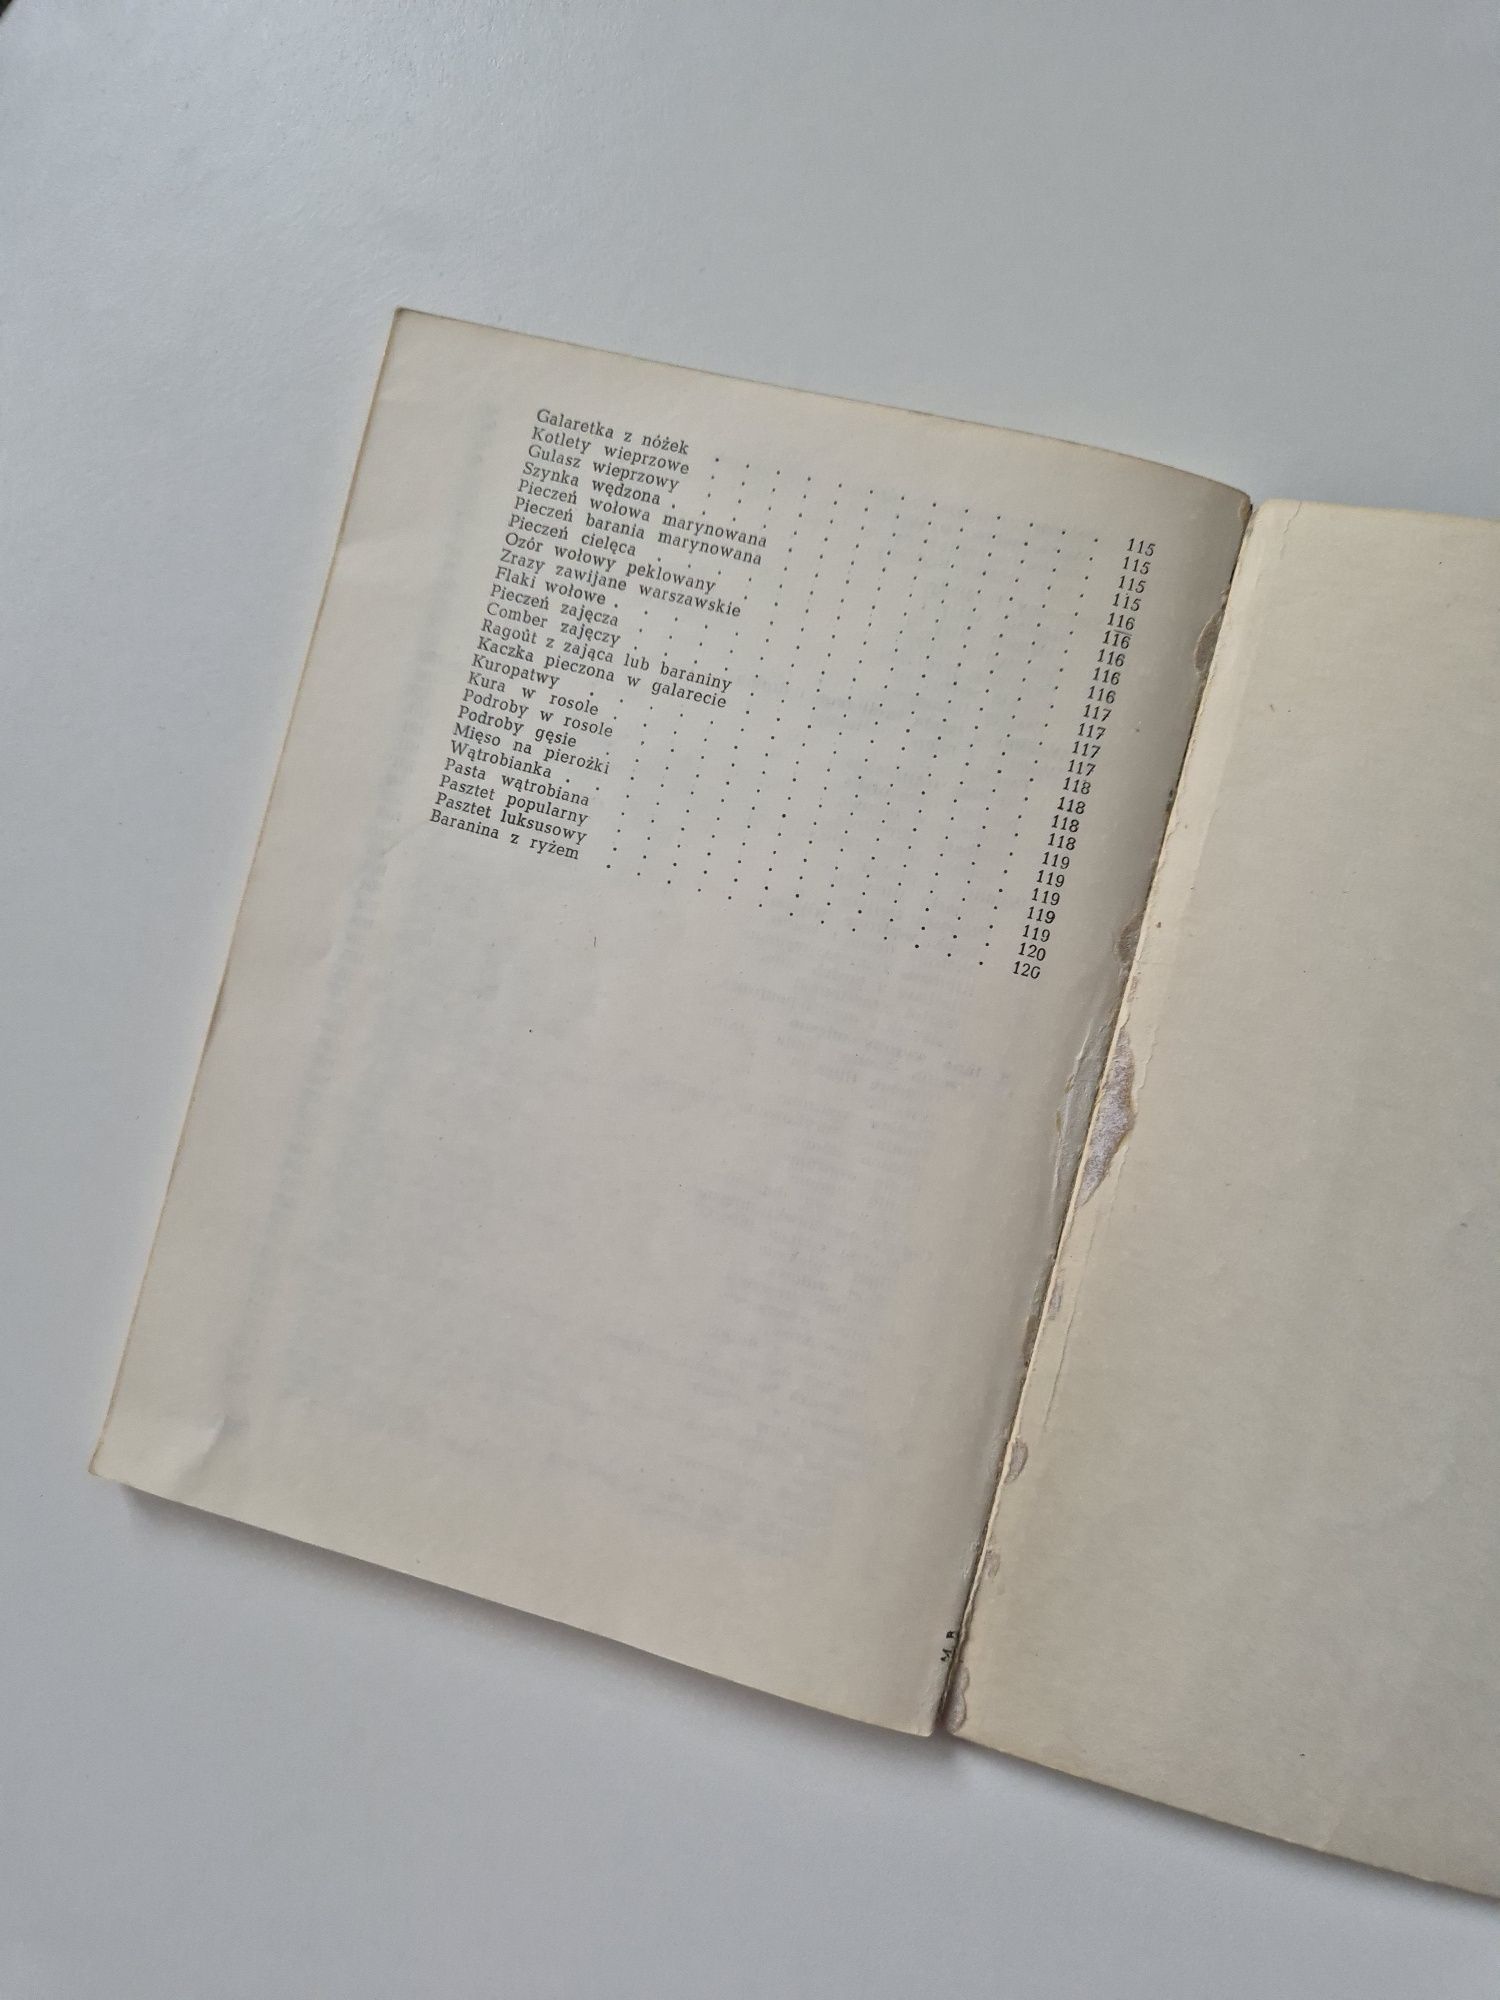 Galaretka z nóżek . . . . . . . . . . . . . 115
Kotlety wieprzowe . . . . . . . . . . . . . 115
Gulasz wieprzowy . . . . . . . . . . . . . 115
Szynka wędzona . . . . . . . . . . . . . . 115
Pieczeń wołowa marynowana . . . . . . . . . . 116
Pieczeń barania marynowana . . . . . . . . . . 116
Pieczeń cielęca . . . . . . . . . . . . . . 116
Ozór wołowy peklowany . . . . . . . . . . . 116
Zrazy zawijane warszawskie . . . . . . . . . . 116
Flaki wołowe . . . . . . . . . . . . . . . 117
Pieczeń zajęcza . . . . . . . . . . . . . . 117
Comber zajęczy . . . . . . . . . . . . . . 117
Ragoût z zająca lub baraniny . . . . . . . . . . 117
Kaczka pieczona w galarecie . . . . . . . . . . 118
Kuropatwy . . . . . . . . . . . . . . . 118
Kura w rosole . . . . . . . . . . . . . . 118
Podroby w rosole . . . . . . . . . . . . . 118
Podroby gęsie . . . . . . . . . . . . . . 119
Mięso na pierożki . . . . . . . . . . . . . 119
Wątrobianka . . . . . . . . . . . . . . . 119
Pasta wątrobiana . . . . . . . . . . . . . 119
Pasztet popularny . . . . . . . . . . . . . 119
Pasztet luksusowy . . . . . . . . . . . . . 120
Baranina z ryżem . . . . . . . . . . . . . 120